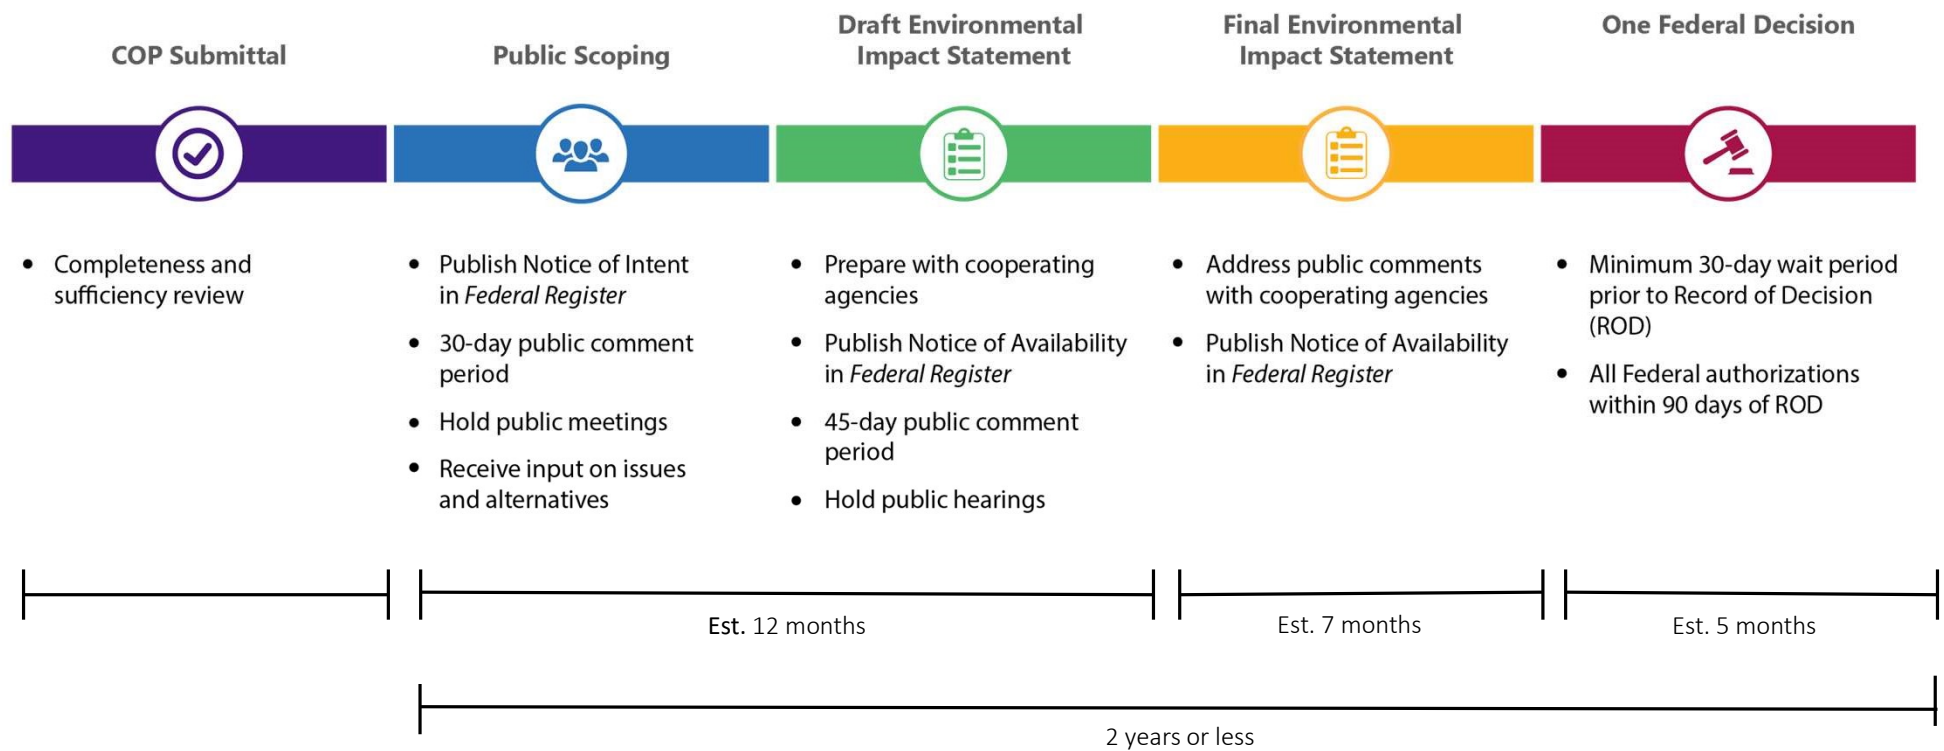 COP Submittal
Public Scoping
Draft Environmental
Impact Statement
Final Environmental
Impact Statement
One Federal Decision
• Completeness and
sufficiency review
• Publish Notice of Intent
in Federal Register
• 30-day public comment
period
• Hold public meetings
• Receive input on issues
and alternatives
• Prepare with cooperating
agencies
• Publish Notice of Availability
in Federal Register
• 45-day public comment
period
• Hold public hearings
• Address public comments
with cooperating agencies
• Publish Notice of Availability
in Federal Register
• Minimum 30-day wait period
prior to Record of Decision
(ROD)
• All Federal authorizations
within 90 days of ROD
Est. 12 months
Est. 7 months
Est. 5 months
2 years or less